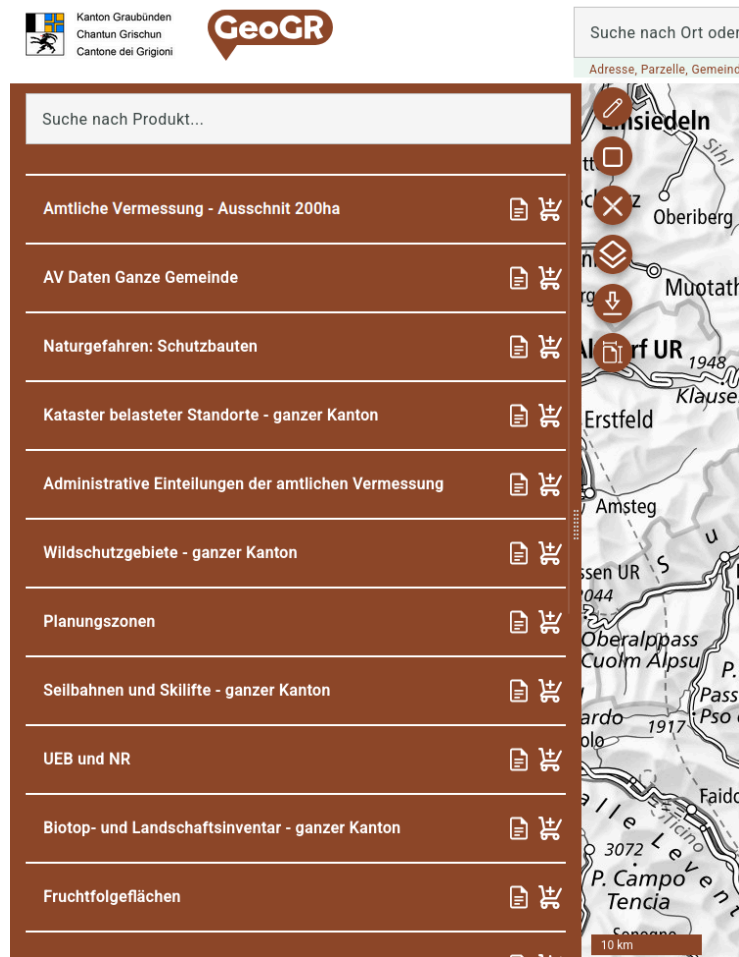 Kanton Graubünden
Chantun Grischun
Cantone dei Grigioni
GeoGR
Suche nach Ort oder
Adresse, Parzelle, Gemeind
Suche nach Produkt...
Amtliche Vermessung - Ausschnit 200ha
AV Daten Ganze Gemeinde
Naturgefahren: Schutzbauten
Kataster belasteter Standorte - ganzer Kanton
Administrative Einteilungen der amtlichen Vermessung
Wildschutzgebiete - ganzer Kanton
Planungszonen
Seilbahnen und Skilifte - ganzer Kanton
UEB und NR
Biotop- und Landschaftsinventar - ganzer Kanton
Fruchtfolgeflächen
Sihl
Oberiberg
Muotath
rf UR
1948
Klause
Erstfeld
Amsteg
S u
ssen UR
2044
Oberalppass
Cuolm Alpsu
P.
Pass
ardo
1917
Pso
olo
Faido
Ticino
alle Levent
3072
P. Campo
Tencia
10 km